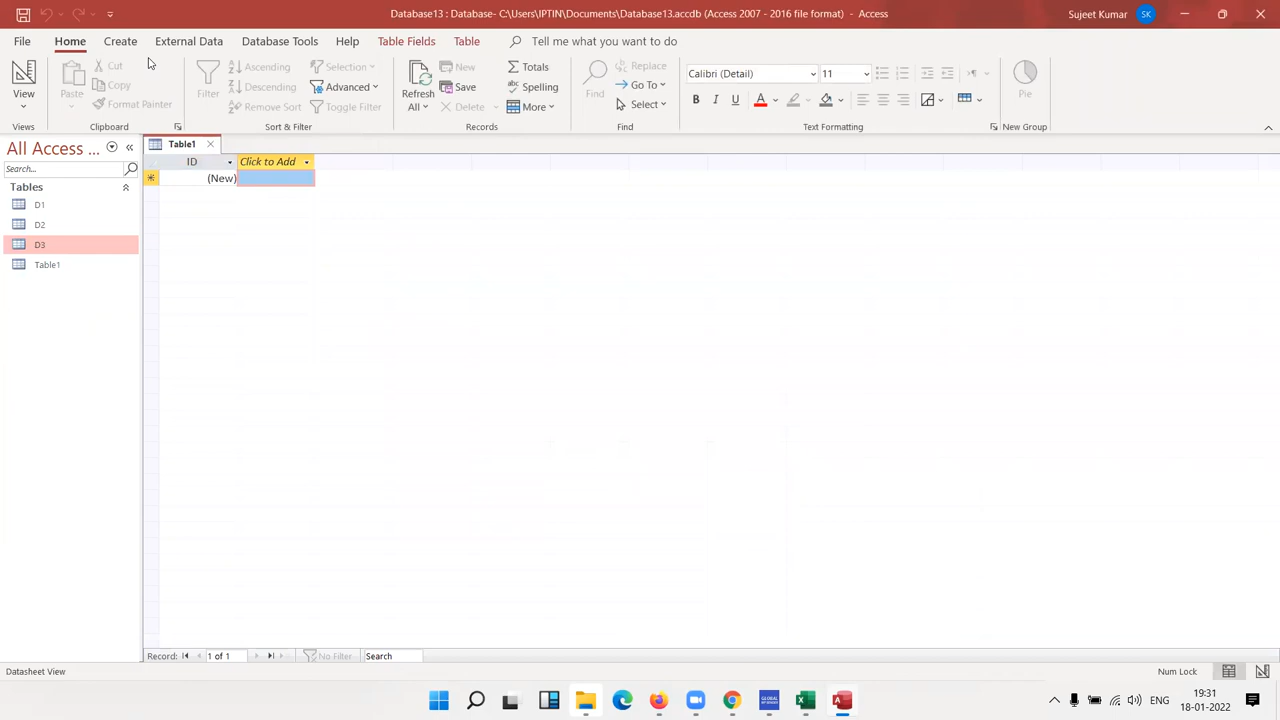 Database13 : Database- C:\Users\IPTIN\Documents\Database13.accdb (Access 2007 - 2016 file format) - Access
Sujeet Kumar
SK
File
Home
Create
External Data
Database Tools
Help
Table Fields
Table
Tell me what you want to do
View
Views
Paste
Cut
Copy
Format Painter
Clipboard
Filter
Ascending
Descending
Remove Sort
Selection
Advanced
Toggle Filter
Sort & Filter
Refresh
All
New
Save
Delete
Totals
Spelling
More
Records
Find
Replace
Go To
Select
Find
Calibri (Detail)
11
B I U
A
Text Formatting
Pie
New Group
All Access ...
Search...
Tables
D1
D2
D3
Table1
Table1
ID
Click to Add
(New)
Record:
1 of 1
No Filter
Search
Datasheet View
Num Lock
GLOBAL
ENG
19:31
18-01-2022